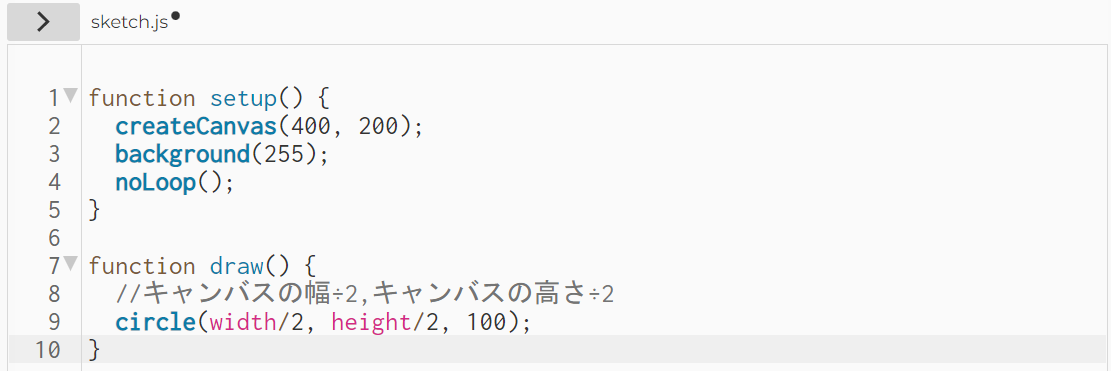 sketch.js
1 function setup() {
2 createCanvas(400, 200);
3 background(255);
4 noLoop();
5 }
6
7 function draw() {
8 //キャンバスの幅÷2,キャンバスの高さ÷2
9 circle(width/2, height/2, 100);
10 }